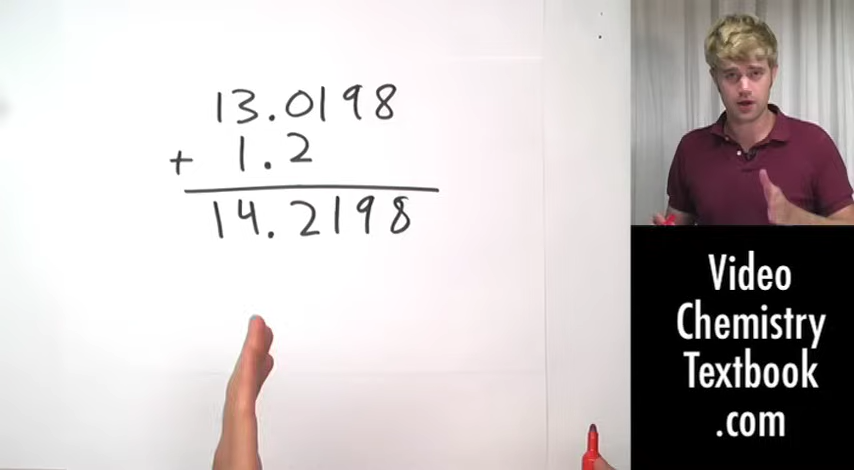 13.0198
+ 1.2
14.2198
Video
Chemistry
Textbook
.com